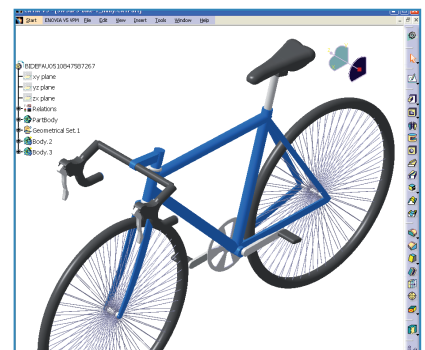 Start ENOVIA V5 VPM File Edit View Insert Tools Window Help
xy plane
yz plane
zx plane
Relations
PartBody
Geometrical Set.1
Body.2
Body.3